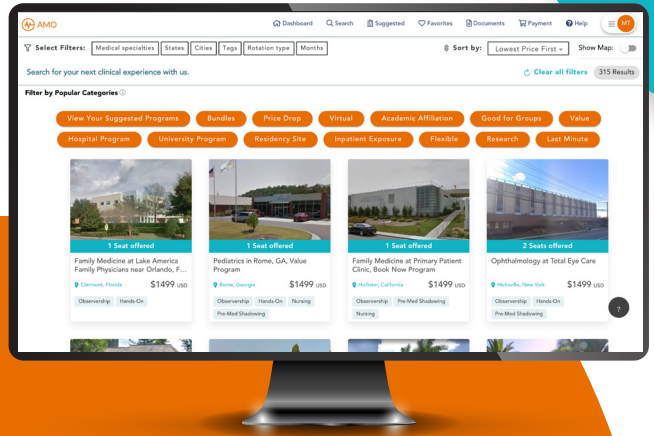 AMO
Dashboard Search Suggested Favorites Documents Payment Help MT
Select Filters: Medical specialties States Cities Tags Rotation type Months Sort by: Lowest Price First Show Map:
Search for your next clinical experience with us. Clear all filters 315 Results
Filter by Popular Categories
View Your Suggested Programs Bundles Price Drop Virtual Academic Affiliation Good for Groups Value
Hospital Program University Program Residency Site Inpatient Exposure Flexible Research Last Minute
1 Seat offered
Family Medicine at Lake America
Family Physicians near Orlando, F...
Clermont, Florida $1499 USD
Observership Hands-On
1 Seat offered
Pediatrics in Rome, GA, Value
Program
Rome, Georgia $1499 USD
Observership Hands-On Nursing
Pre-Med Shadowing
1 Seat offered
Family Medicine at Primary Patient
Clinic, Book Now Program
Hollister, California $1499 USD
Observership Pre-Med Shadowing
Nursing
2 Seats offered
Ophthalmology at Total Eye Care
Hicksville, New York $1499 USD
Observership Hands-On
Pre-Med Shadowing
?